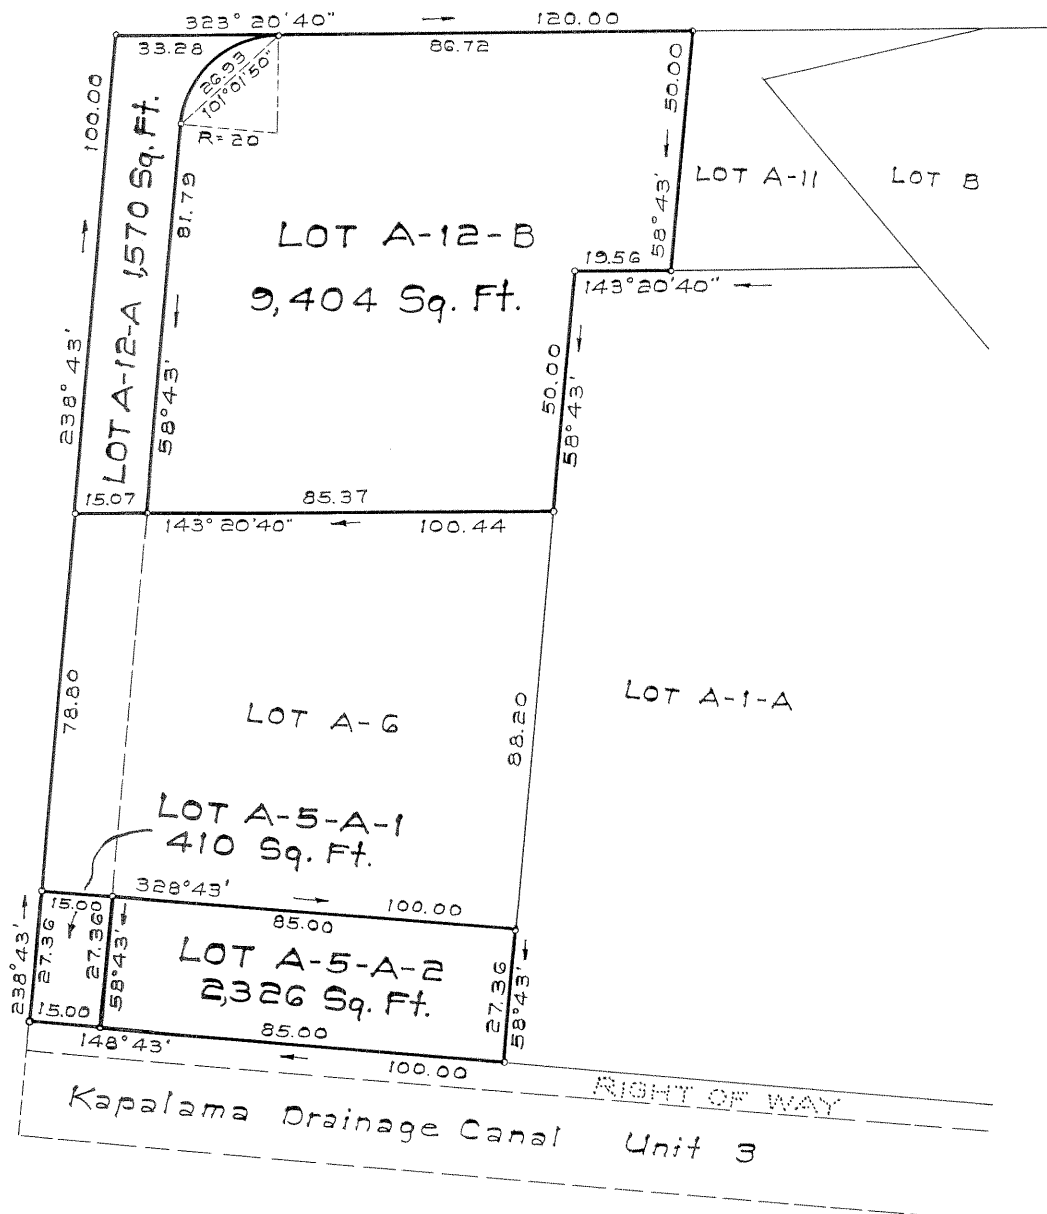 323° 20'40" 120.00
33.28 86.72
26.93
101°01'50"
R=20
100.00
50.00
58°43'
LOT A-11
LOT B
81.79
LOT A-12-A 1,570 Sq. Ft.
LOT A-12-B
9,404 Sq. Ft.
19.56
143°20'40"
238° 43'
58°43'
50.00
58°43'
15.07
85.37
143° 20'40" 100.44
78.80
LOT A-6
88.20
LOT A-1-A
LOT A-5-A-1
410 Sq. Ft.
328°43' 100.00
15.00
85.00
238°43'
27.36
27.36
58°43'
LOT A-5-A-2
2,326 Sq. Ft.
27.36
58°43'
15.00
85.00
148°43' 100.00
RIGHT OF WAY
Kapalama Drainage Canal Unit 3